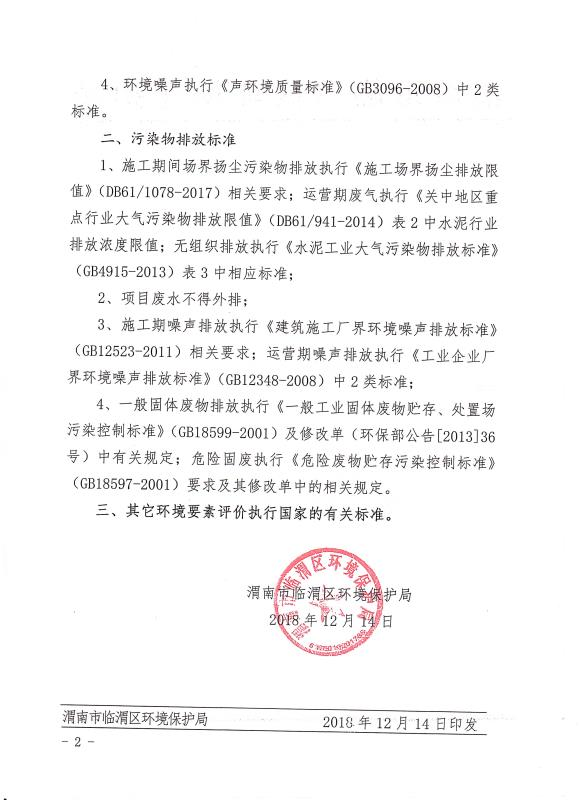 4、环境噪声执行《声环境质量标准》（GB3096-2008）中 2 类
标准。
二、污染物排放标准
1、施工期间场界扬尘污染物排放执行《施工场界扬尘排放限
值》（DB61/1078-2017）相关要求；运营期废气执行《关中地区重
点行业大气污染物排放限值》（DB61/941-2014）表 2 中水泥行业
排放浓度限值；无组织排放执行《水泥工业大气污染物排放标准》
（GB4915-2013）表 3 中相应标准；
2、项目废水不得外排；
3、施工期噪声排放执行《建筑施工厂界环境噪声排放标准》
（GB12523-2011）相关要求；运营期噪声排放执行《工业企业厂
界环境噪声排放标准》（GB12348-2008）中 2 类标准；
4、一般固体废物排放执行《一般工业固体废物贮存、处置场
污染控制标准》（GB18599-2001）及修改单（环保部公告[2013]36
号）中有关规定；危险固废执行《危险废物贮存污染控制标准》
（GB18597-2001）要求及其修改单中的相关规定。
三、其它环境要素评价执行国家的有关标准。
渭南市临渭区环境保护局
渭南市临渭区环境保护局
2018 年 12 月 14 日
渭南市临渭区环境保护局 2018 年 12 月 14 日印发
- 2 -